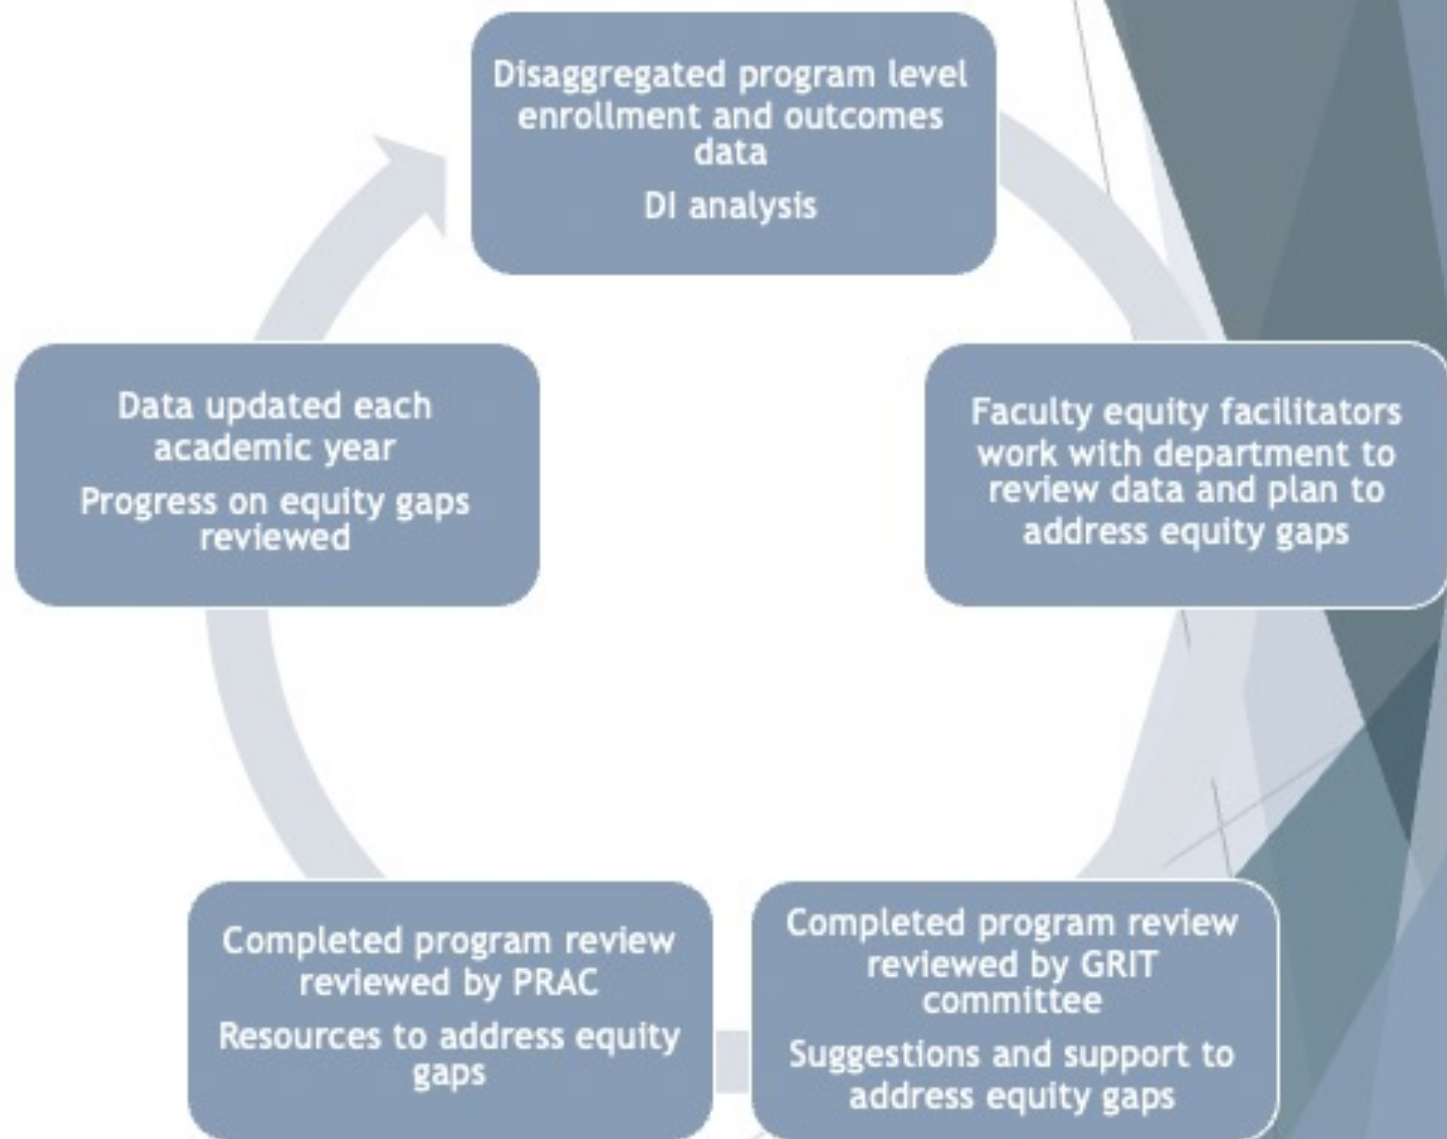 Disaggregated program level
enrollment and outcomes
data
DI analysis
Faculty equity facilitators
work with department to
review data and plan to
address equity gaps
Completed program review
reviewed by GRIT
committee
Suggestions and support to
address equity gaps
Completed program review
reviewed by PRAC
Resources to address equity
gaps
Data updated each
academic year
Progress on equity gaps
reviewed